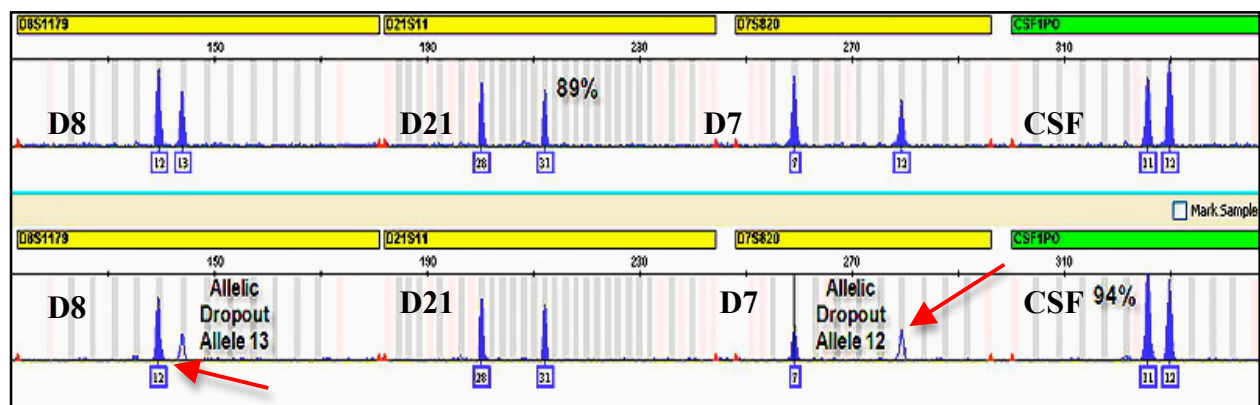 D8S1179 D21S11 D7S820 CSF1PO
150 190 230 270 310
D8 D21 89% D7 CSF
12 13 28 31 7 12 11 12
Mark Sample
D8S1179 D21S11 D7S820 CSF1PO
150 190 230 270 310
D8 Allelic Dropout Allele 13 D21 D7 Allelic Dropout Allele 12 CSF 94%
12 28 31 7 11 12